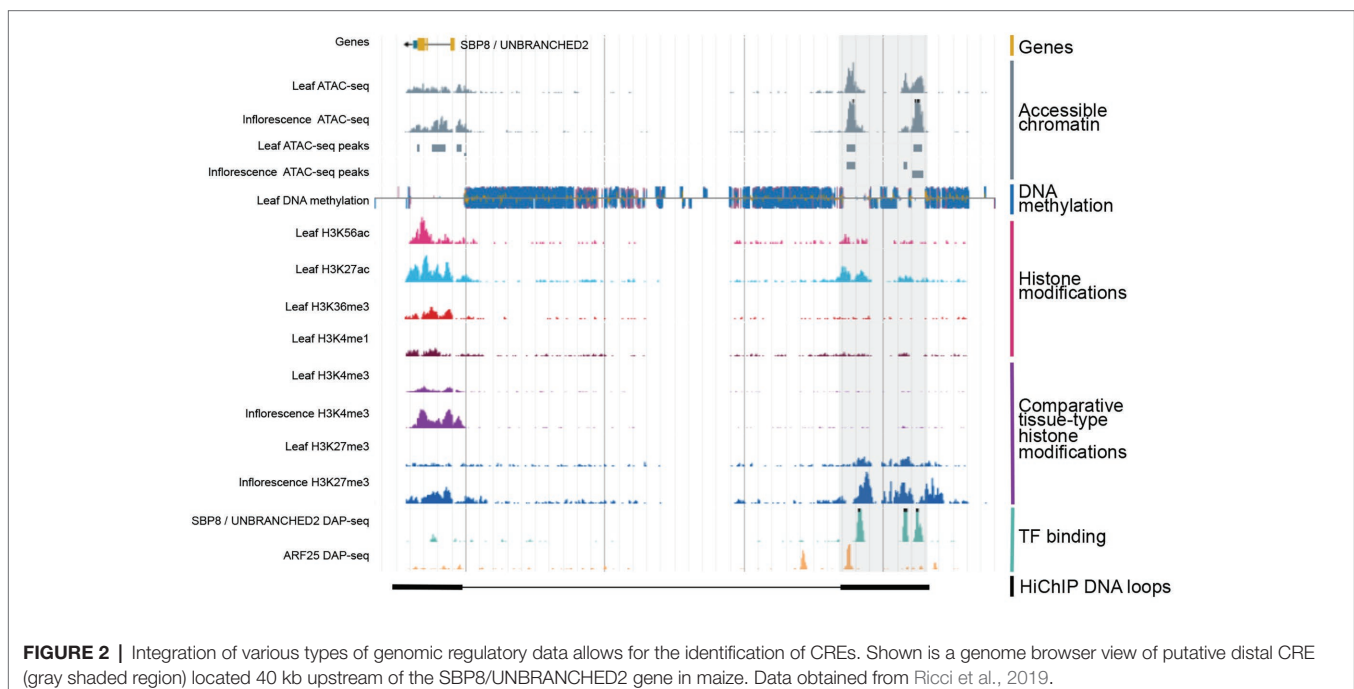 Genes
SBP8 / UNBRANCHED2
Genes
Leaf ATAC-seq
Inflorescence ATAC-seq
Leaf ATAC-seq peaks
Inflorescence ATAC-seq peaks
Accessible
chromatin
Leaf DNA methylation
DNA
methylation
Leaf H3K56ac
Leaf H3K27ac
Leaf H3K36me3
Leaf H3K4me1
Histone
modifications
Leaf H3K4me3
Inflorescence H3K4me3
Leaf H3K27me3
Inflorescence H3K27me3
Comparative
tissue-type
histone
modifications
SBP8 / UNBRANCHED2 DAP-seq
ARF25 DAP-seq
TF binding
HiChIP DNA loops
FIGURE 2 | Integration of various types of genomic regulatory data allows for the identification of CREs. Shown is a genome browser view of putative distal CRE
(gray shaded region) located 40 kb upstream of the SBP8/UNBRANCHED2 gene in maize. Data obtained from Ricci et al., 2019.